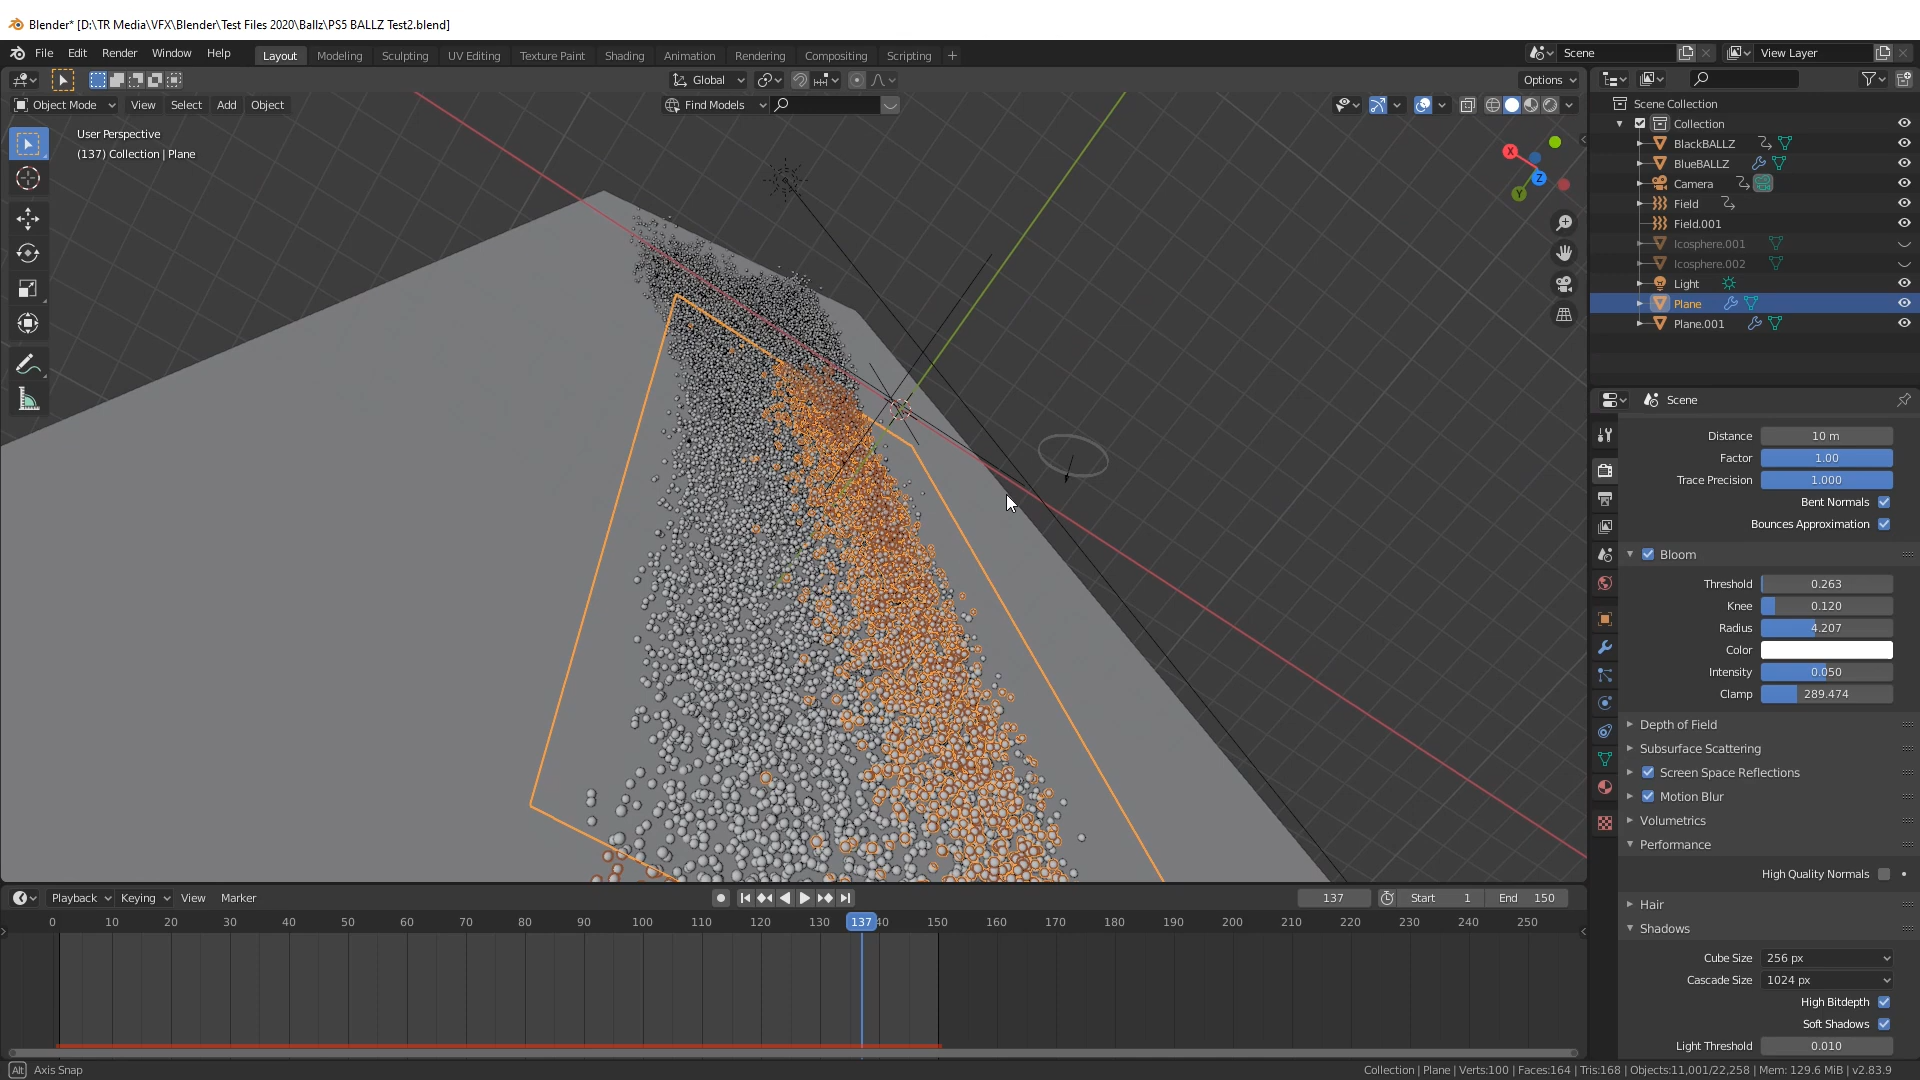 Blender* [D:\TR Media\VFX\Blender\Test Files 2020\Ballz\PS5 BALLZ Test2.blend]
File Edit Render Window Help Layout Modeling Sculpting UV Editing Texture Paint Shading Animation Rendering Compositing Scripting + Scene View Layer
Global Options
Object Mode View Select Add Object Find Models
User Perspective
(137) Collection | Plane
X
Y
Z
Scene Collection
Collection
BlackBALLZ
BlueBALLZ
Camera
Field
Field.001
Icosphere.001
Icosphere.002
Light
Plane
Plane.001
Scene
Distance 10 m
Factor 1.00
Trace Precision 1.000
Bent Normals
Bounces Approximation
Bloom
Threshold 0.263
Knee 0.120
Radius 4.207
Color
Intensity 0.050
Clamp 289.474
Depth of Field
Subsurface Scattering
Screen Space Reflections
Motion Blur
Volumetrics
Performance
High Quality Normals
Hair
Shadows
Cube Size 256 px
Cascade Size 1024 px
High Bitdepth
Soft Shadows
Light Threshold 0.010
Playback Keying View Marker 137 Start 1 End 150
0 10 20 30 40 50 60 70 80 90 100 110 120 130 137 40 150 160 170 180 190 200 210 220 230 240 250
Alt Axis Snap
Collection | Plane | Verts:100 | Faces:164 | Tris:168 | Objects:11,001/22,258 | Mem: 129.6 MiB | v2.83.9